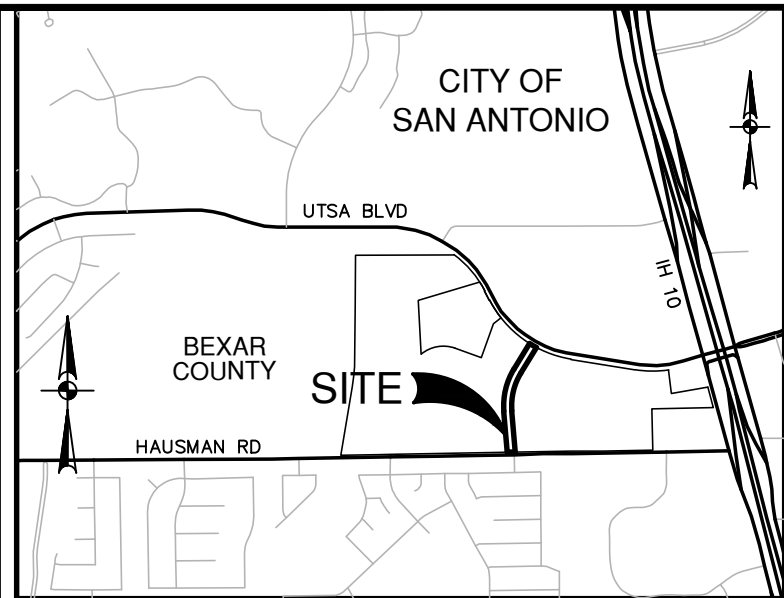 CITY OF
SAN ANTONIO
UTSA BLVD
IH 10
BEXAR
COUNTY
SITE
HAUSMAN RD